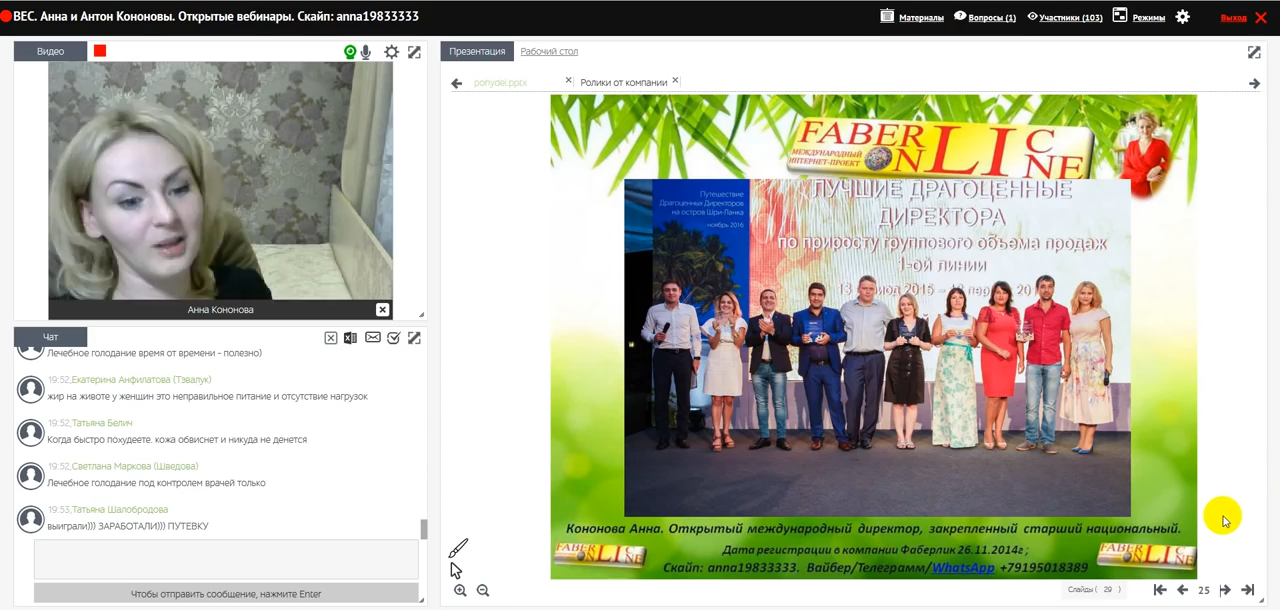 ВЕС. Анна и Антон Кононовы. Открытые вебинары. Скайп: anna19833333
Материалы
Вопросы (1)
Участники (103)
Режимы
Выход
Видео
Анна Кононова
Чат
Лечебное голодание время от времени - полезно)
19:52, Екатерина Анфилатова (Тзвалук)
жир на животе у женщин это неправильное питание и отсутствие нагрузок
19:52, Татьяна Белич
Когда быстро похудеете. кожа обвиснет и никуда не денется
19:52, Светлана Маркова (Шведова)
Лечебное голодание под контролем врачей только
19:53, Татьяна Шалобродова
выиграли))) ЗАРАБОТАЛИ))) ПУТЕВКУ
Чтобы отправить сообщение, нажмите Enter
Презентация
Рабочий стол
Ролики от компании
FABERLIC
МЕЖДУНАРОДНЫЙ
ИНТЕРНЕТ-ПРОЕКТ
ONLINE
Путешествие
Драгоценных Директоров
на остров Шри-Ланка
ноябрь 2016
ЛУЧШИЕ ДРАГОЦЕННЫЕ
ДИРЕКТОРА
по приросту группового объема продаж
1-ой линии
Кононова Анна. Открытый международный директор, закрепленный старший национальный.
Дата регистрации в компании Фаберлик 26.11.2014г ;
Скайп: anna19833333. Вайбер/Телеграмм/WhatsApp +79195018389
FABERLIC
ONLINE
FABERLIC
ONLINE
Слайды ( 29 )
25